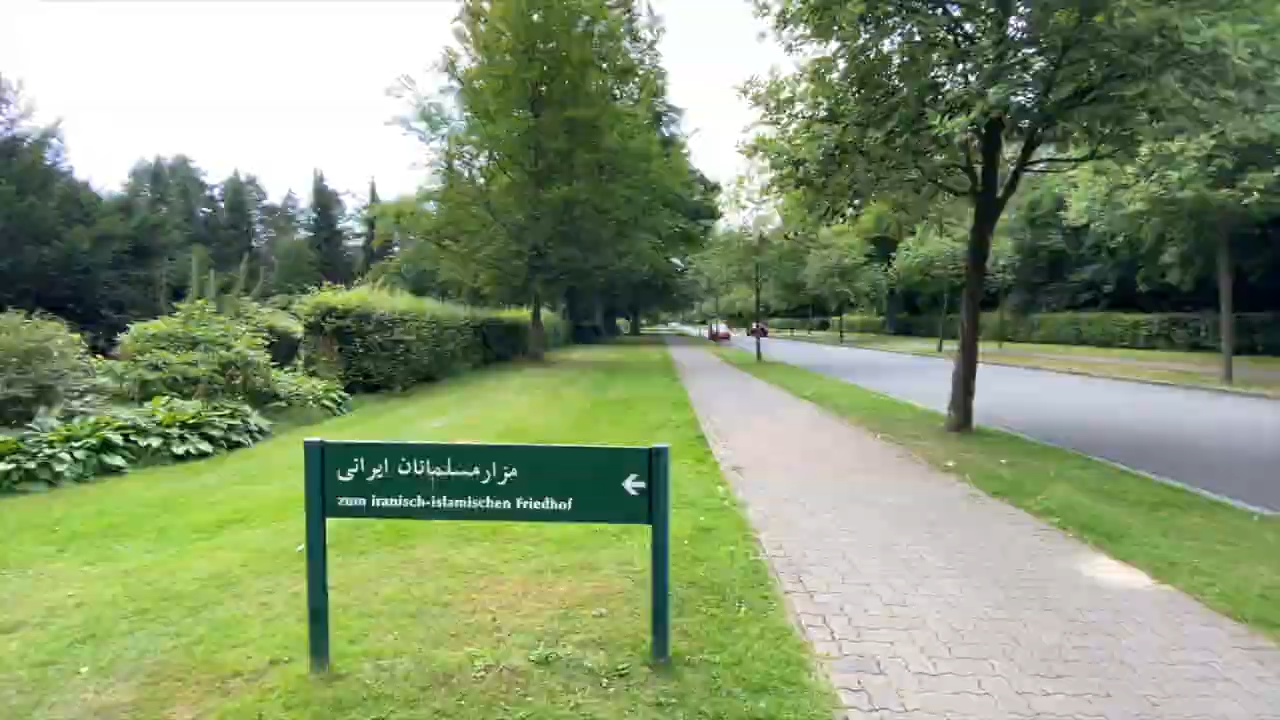 مزار مسلمانان ایرانی
zum iranisch-islamischen Friedhof